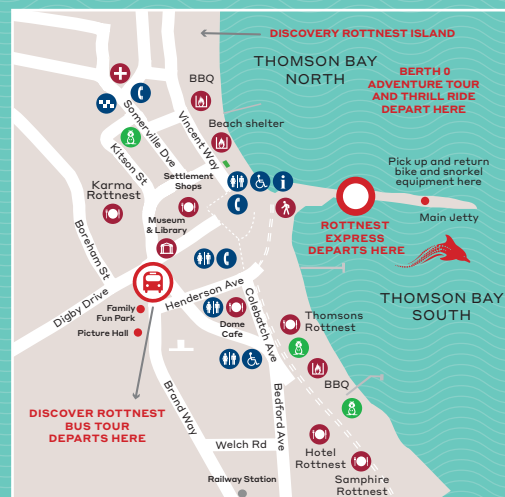 DISCOVERY ROTTNEST ISLAND
THOMSON BAY
NORTH
BERTH 0
ADVENTURE TOUR
AND THRILL RIDE
DEPART HERE
BBQ
Beach shelter
Somerville Dve
Vincent Way
Kitson St
Settlement
Shops
Karma
Rottnest
Museum
& Library
i
Pick up and return
bike and snorkel
equipment here
Main Jetty
ROTTNEST
EXPRESS
DEPARTS HERE
Boreham St
Digby Drive
Henderson Ave
Colebatch Ave
THOMSON BAY
SOUTH
Family
Fun Park
Picture Hall
Dome
Cafe
Thomsons
Rottnest
BBQ
DISCOVER ROTTNEST
BUS TOUR
DEPARTS HERE
Brand Way
Bedford Ave
Welch Rd
Hotel
Rottnest
Railway Station
Samphire
Rottnest